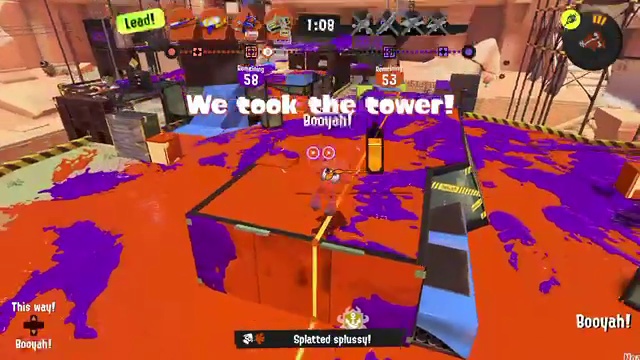 Lead!
1:08
Remaining
58
Remaining
53
We took the tower!
Booyah!
This way!
Booyah!
Booyah!
Splatted splussy!